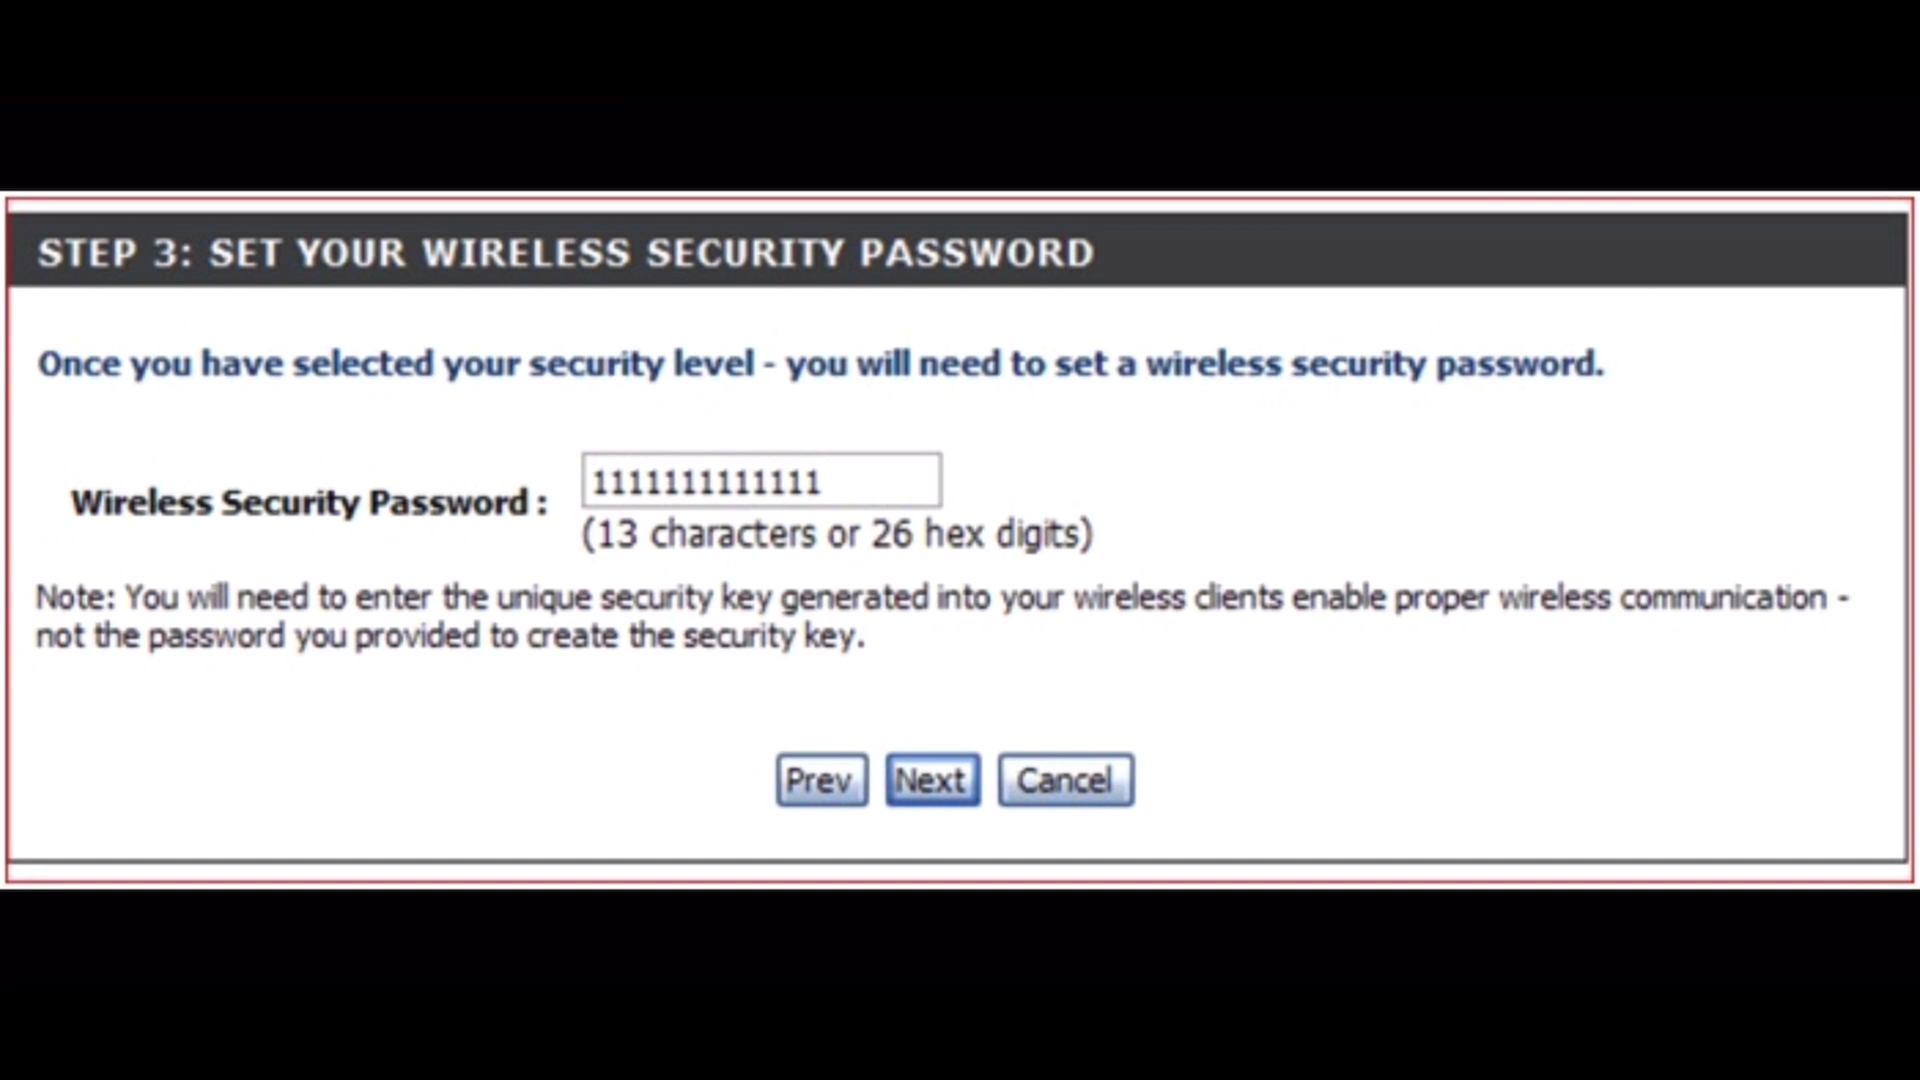 STEP 3: SET YOUR WIRELESS SECURITY PASSWORD
Once you have selected your security level - you will need to set a wireless security password.
Wireless Security Password :
1111111111111
(13 characters or 26 hex digits)
Note: You will need to enter the unique security key generated into your wireless clients enable proper wireless communication -
not the password you provided to create the security key.
Prev Next Cancel